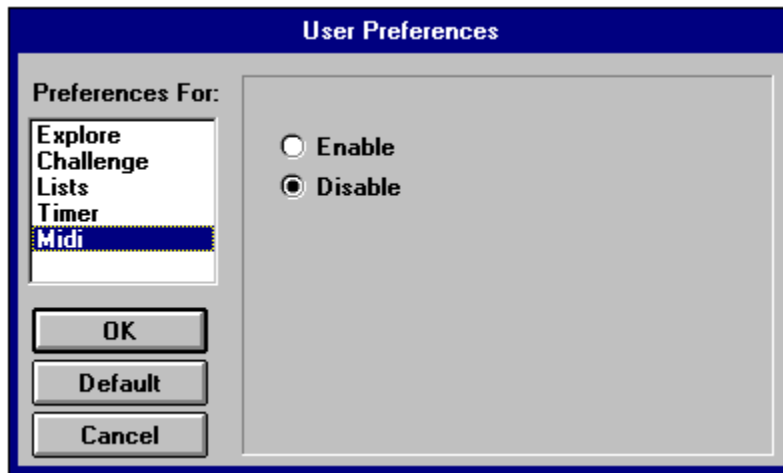 User Preferences
Preferences For:
Explore
Challenge
Lists
Timer
Midi
OK
Default
Cancel
Enable
Disable